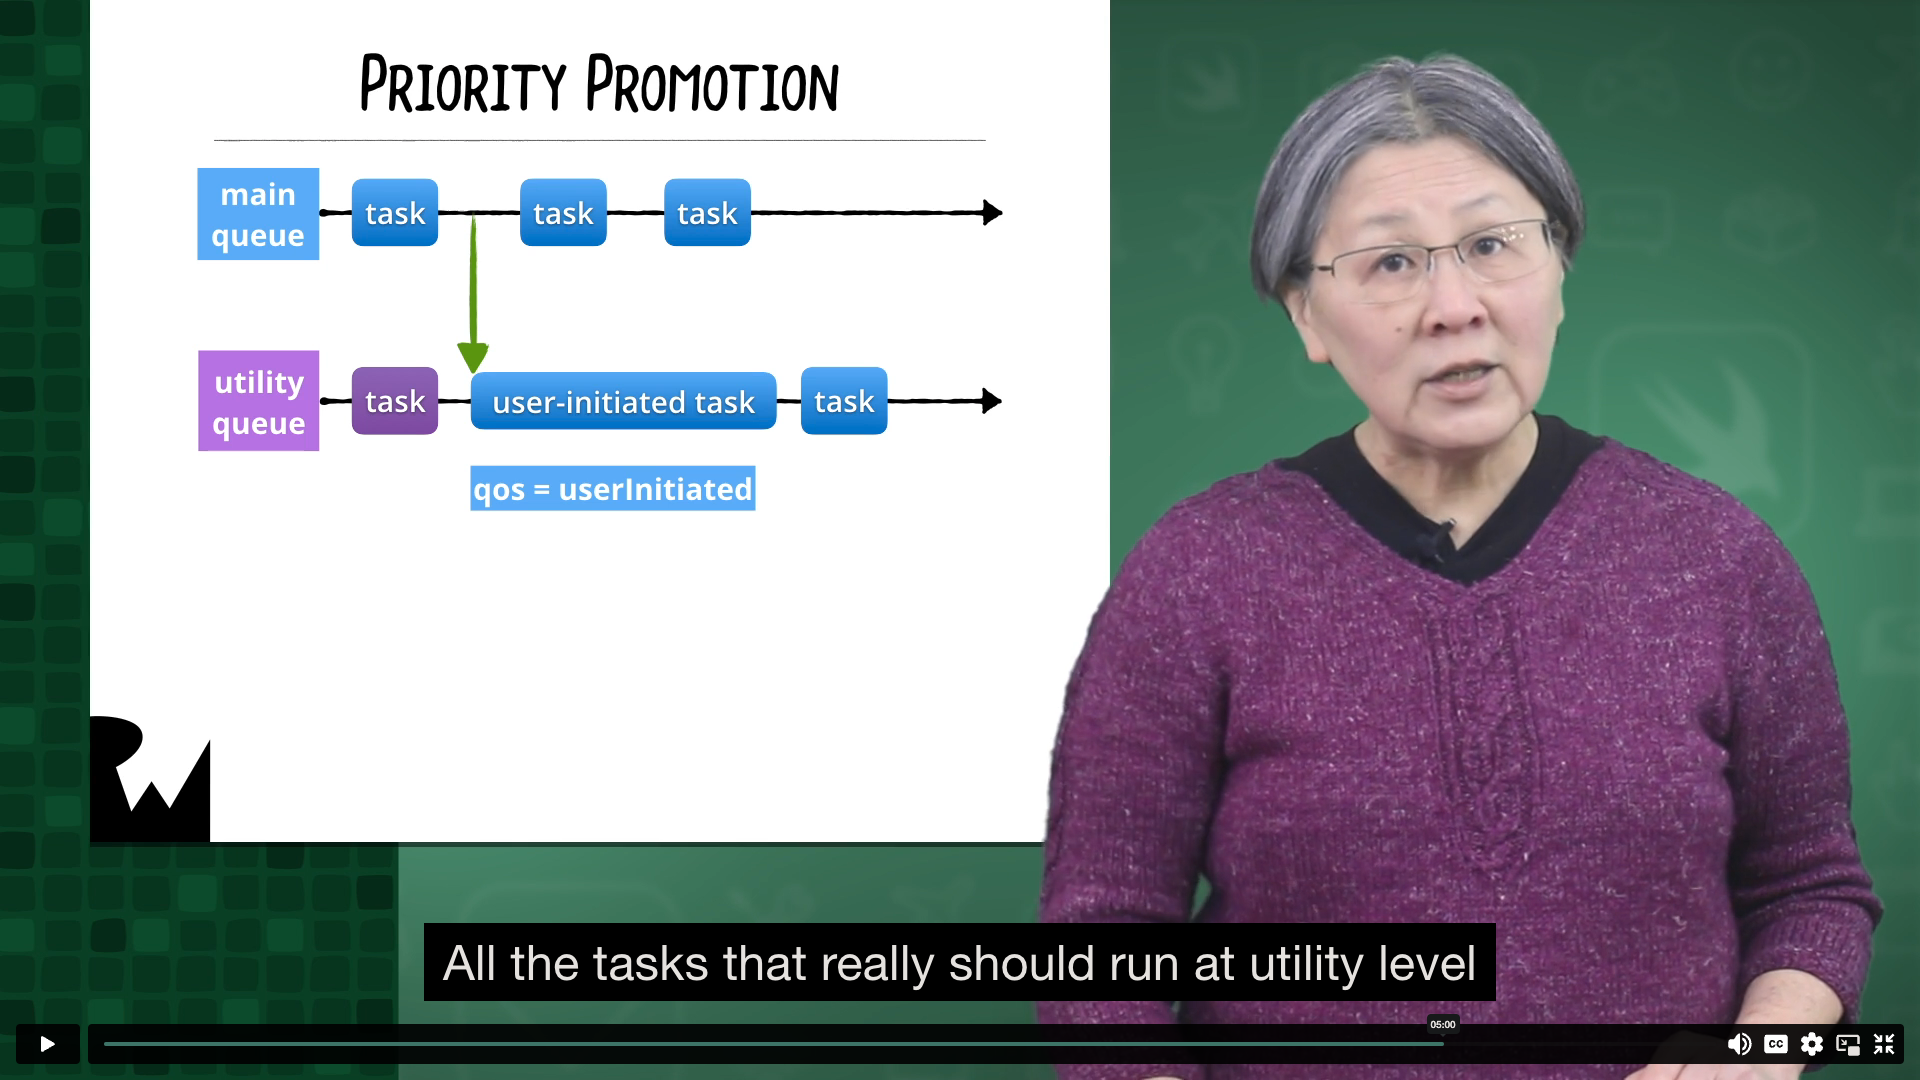 PRIORITY PROMOTION
main
queue
task
task
task
utility
queue
task
user-initiated task
task
qos = userInitiated
RW
All the tasks that really should run at utility level
05:00
CC